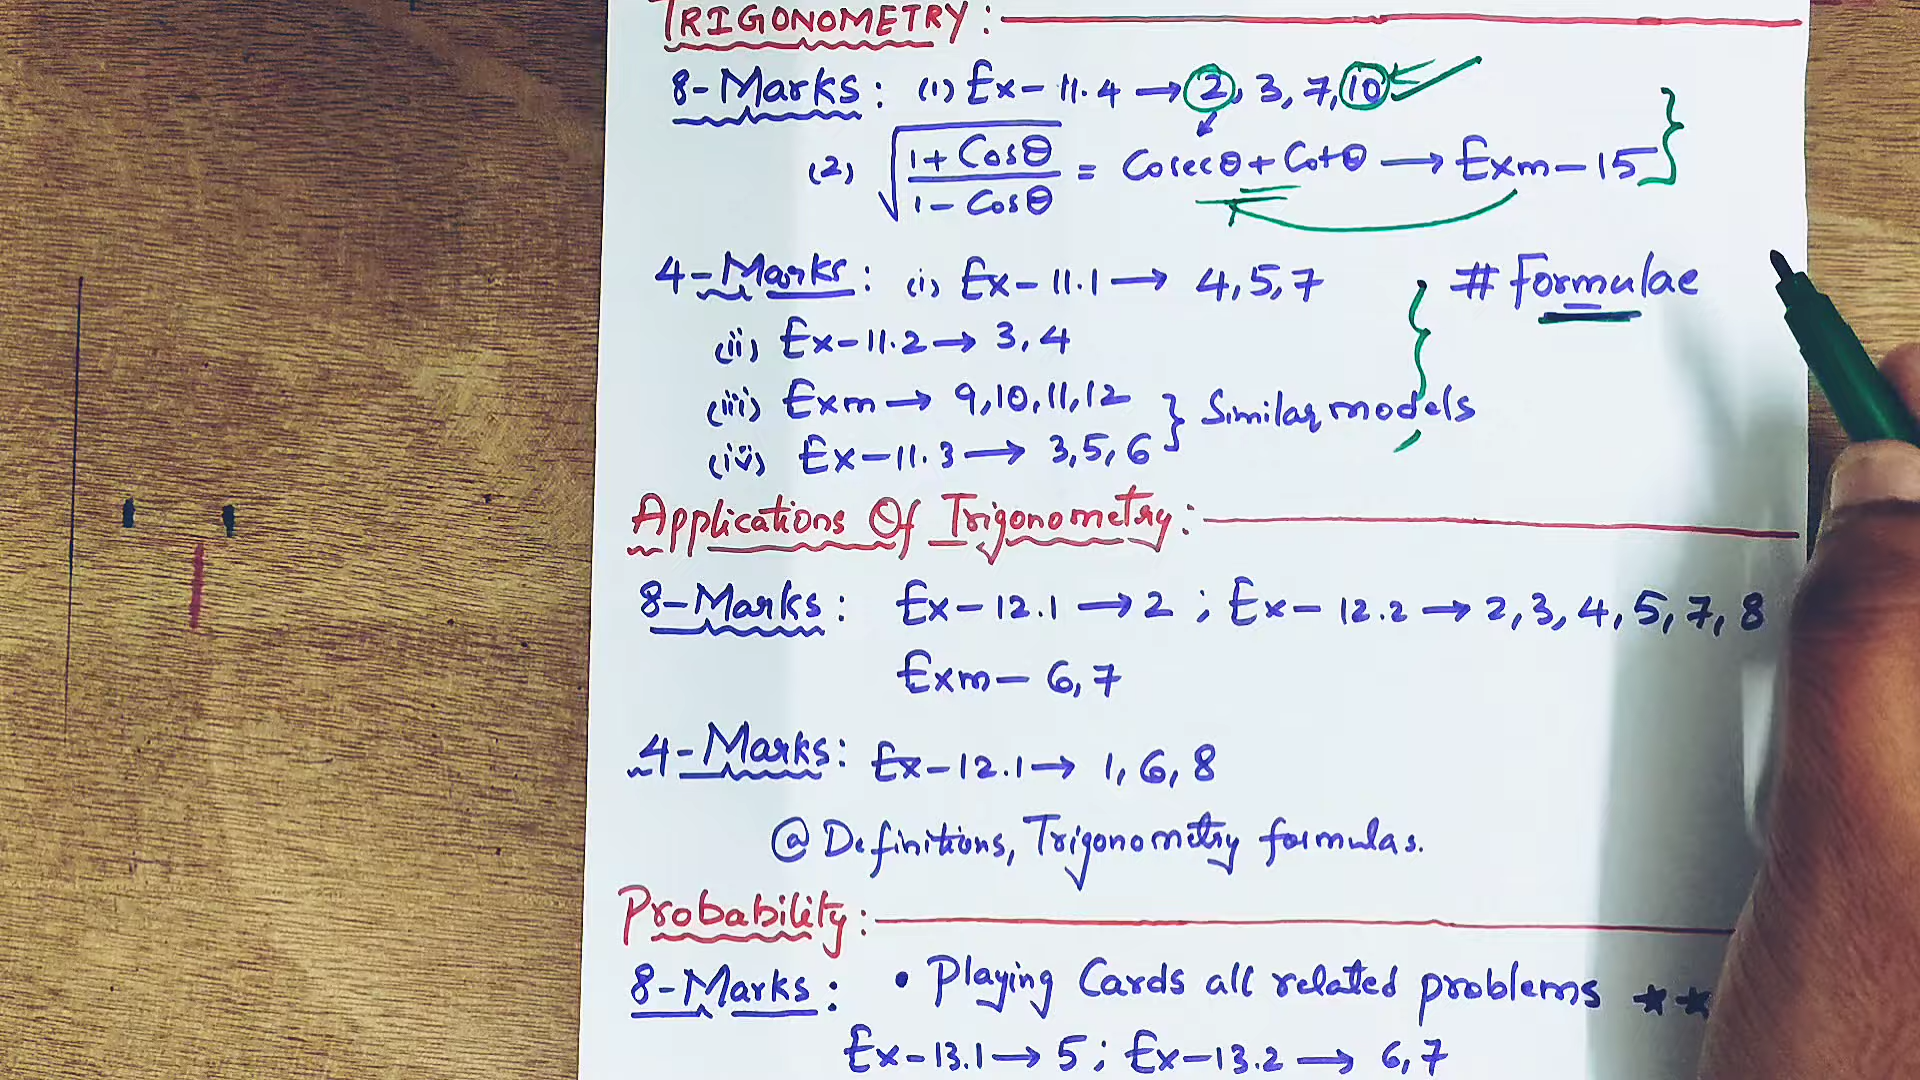 TRIGONOMETRY:
8-Marks: (1) Ex-11.4 → 2, 3, 7, 10
(2) √(1+Cosθ / 1-Cosθ) = Cosecθ + Cotθ → Exm-15
4-Marks: (i) Ex-11.1 → 4,5,7 # Formulae
(ii) Ex-11.2 → 3,4
(iii) Exm → 9,10,11,12 } Similar models
(iv) Ex-11.3 → 3,5,6
Applications Of Trigonometry:
8-Marks: Ex-12.1 → 2 ; Ex-12.2 → 2,3,4,5,7,8
Exm- 6,7
4-Marks: Ex-12.1 → 1,6,8
@ Definitions, Trigonometry formulas.
Probability:
8-Marks: • Playing Cards all related problems ★★
Ex-13.1 → 5 ; Ex-13.2 → 6,7